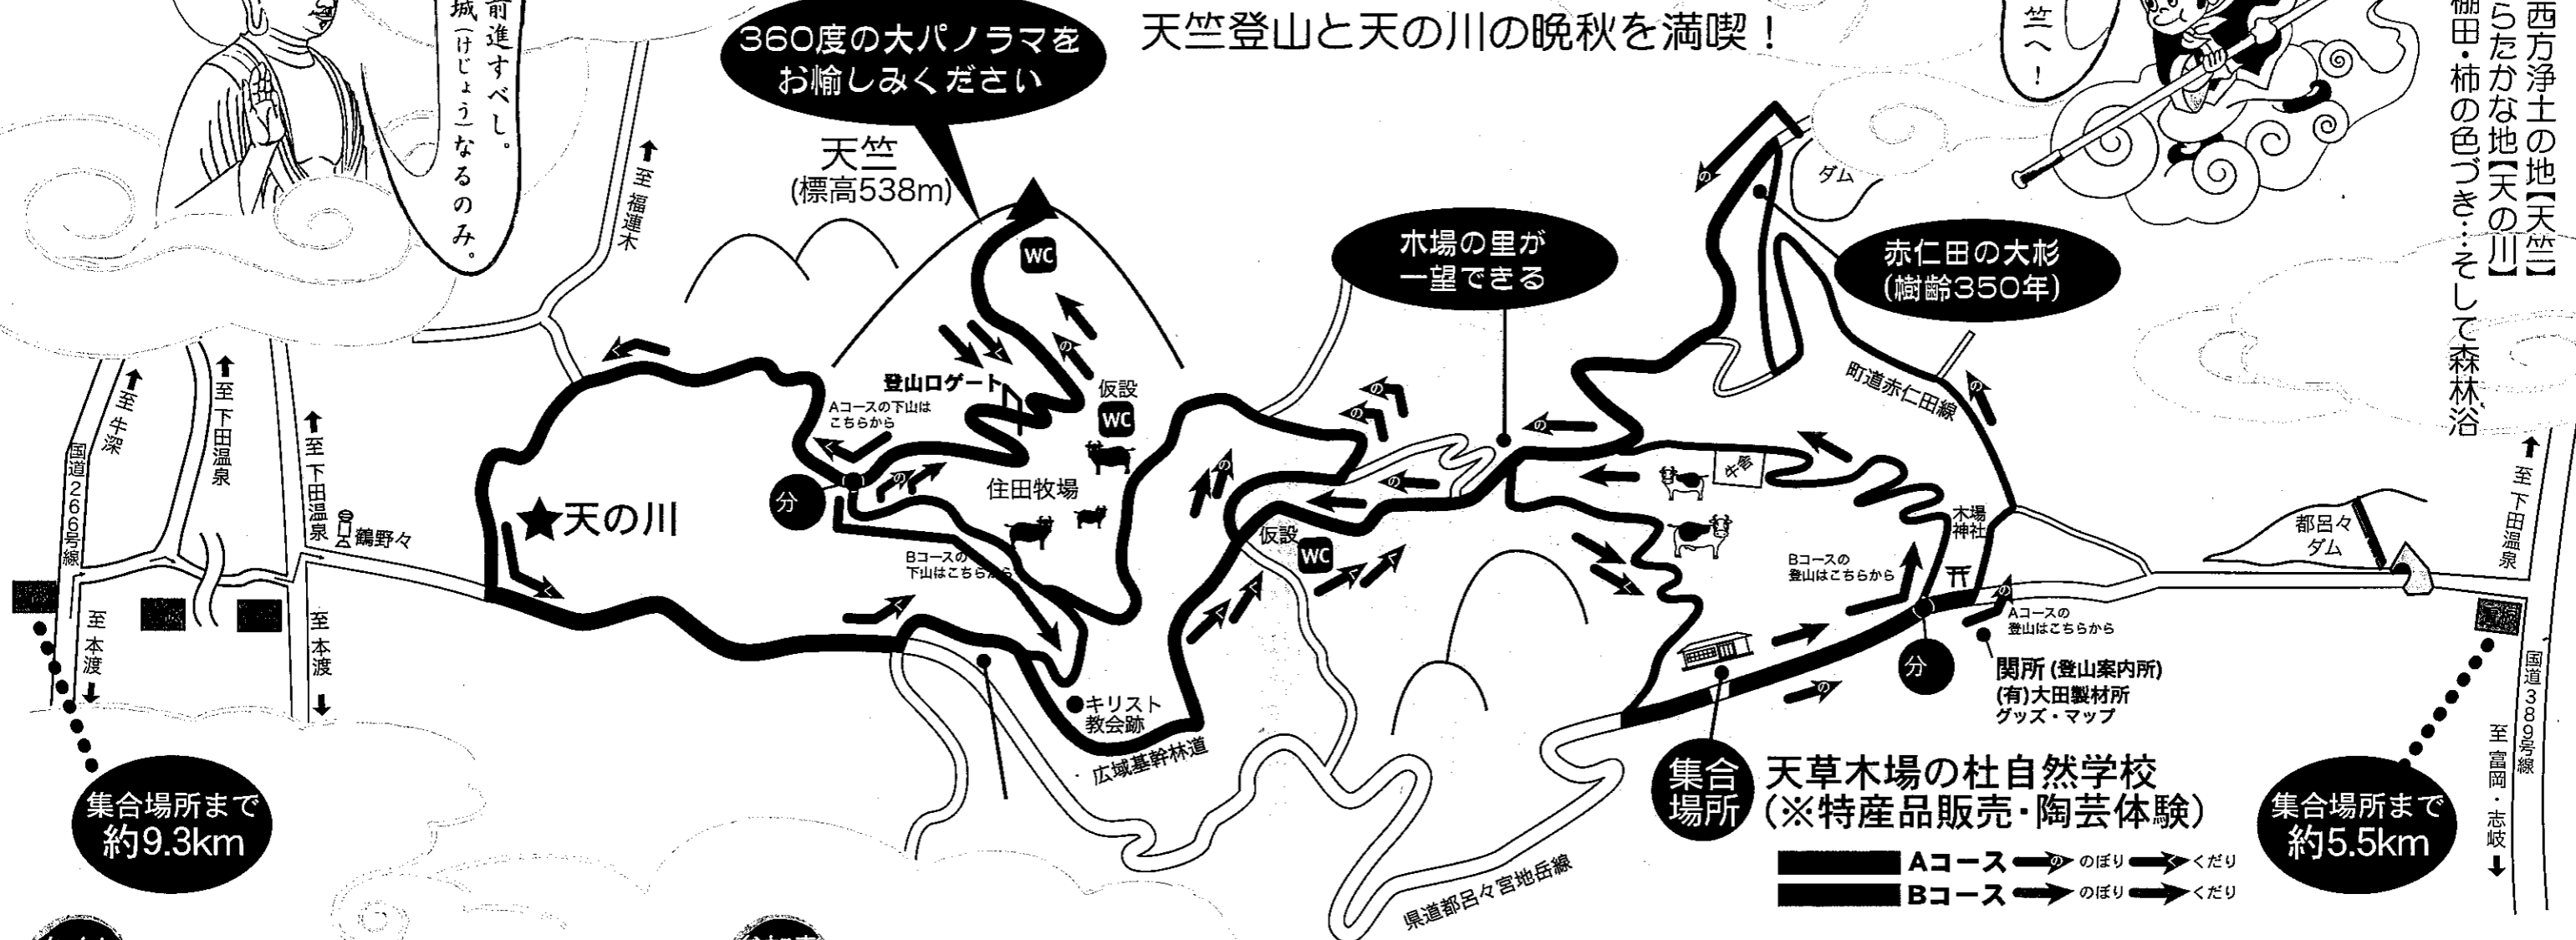 天竺登山と天の川の晩秋を満喫！
西方浄土の地【天竺】
らたかな地【天の川】
棚田・柿の色づき…そして森林浴
竺へ！
前進すべし。
城（けじょう）なるのみ。
360度の大パノラマを
お愉しみください
天竺
(標高538m)
WC
至 福連木
木場の里が
一望できる
ダム
赤仁田の大杉
(樹齢350年)
町道赤仁田線
登山口ゲート
仮設
WC
Aコースの下山は
こちらから
分
住田牧場
Bコースの
下山はこちらから
天の川
至 牛深
国道266号線
至 下田温泉
至 下田温泉
鶴野々
至 本渡
至 本渡
仮設
WC
牛舎
木場
神社
Bコースの
登山はこちらから
Aコースの
登山はこちらから
分
関所 (登山案内所)
(有)大田製材所
グッズ・マップ
都呂々
ダム
至 下田温泉
国道389号線
至 富岡・志岐
キリスト
教会跡
広域基幹林道
県道都呂々宮地岳線
集合
場所
天草木場の杜自然学校
(※特産品販売・陶芸体験)
Aコース の のぼり く くだり
Bコース のぼり くだり
集合場所まで
約9.3km
集合場所まで
約5.5km